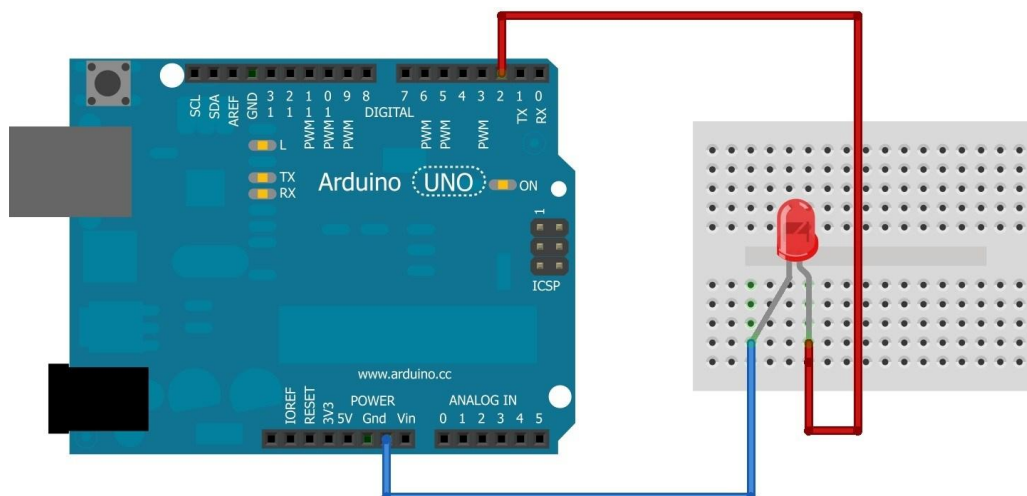 SCL
SDA
AREF
GND
13
12
PWM 11
PWM 10
PWM 9
8
DIGITAL
7
PWM 6
PWM 5
4
PWM 3
2
TX 1
RX 0
L
TX
RX
Arduino UNO
ON
1
ICSP
www.arduino.cc
POWER
ANALOG IN
IOREF
RESET
3V3
5V Gnd Vin
0 1 2 3 4 5